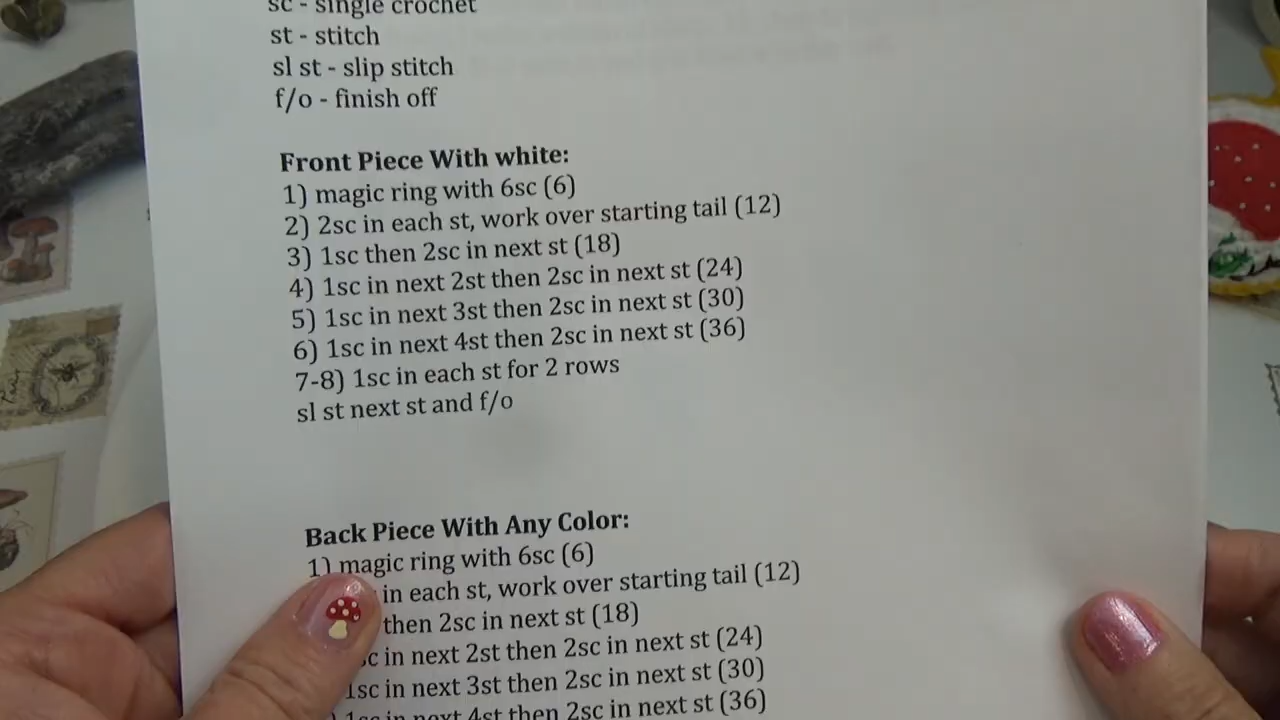 sc - single crochet
st - stitch
sl st - slip stitch
f/o - finish off
Front Piece With white:
1) magic ring with 6sc (6)
2) 2sc in each st, work over starting tail (12)
3) 1sc then 2sc in next st (18)
4) 1sc in next 2st then 2sc in next st (24)
5) 1sc in next 3st then 2sc in next st (30)
6) 1sc in next 4st then 2sc in next st (36)
7-8) 1sc in each st for 2 rows
sl st next st and f/o
Back Piece With Any Color:
1) magic ring with 6sc (6)
in each st, work over starting tail (12)
then 2sc in next st (18)
in next 2st then 2sc in next st (24)
1sc in next 3st then 2sc in next st (30)
1sc in next 4st then 2sc in next st (36)